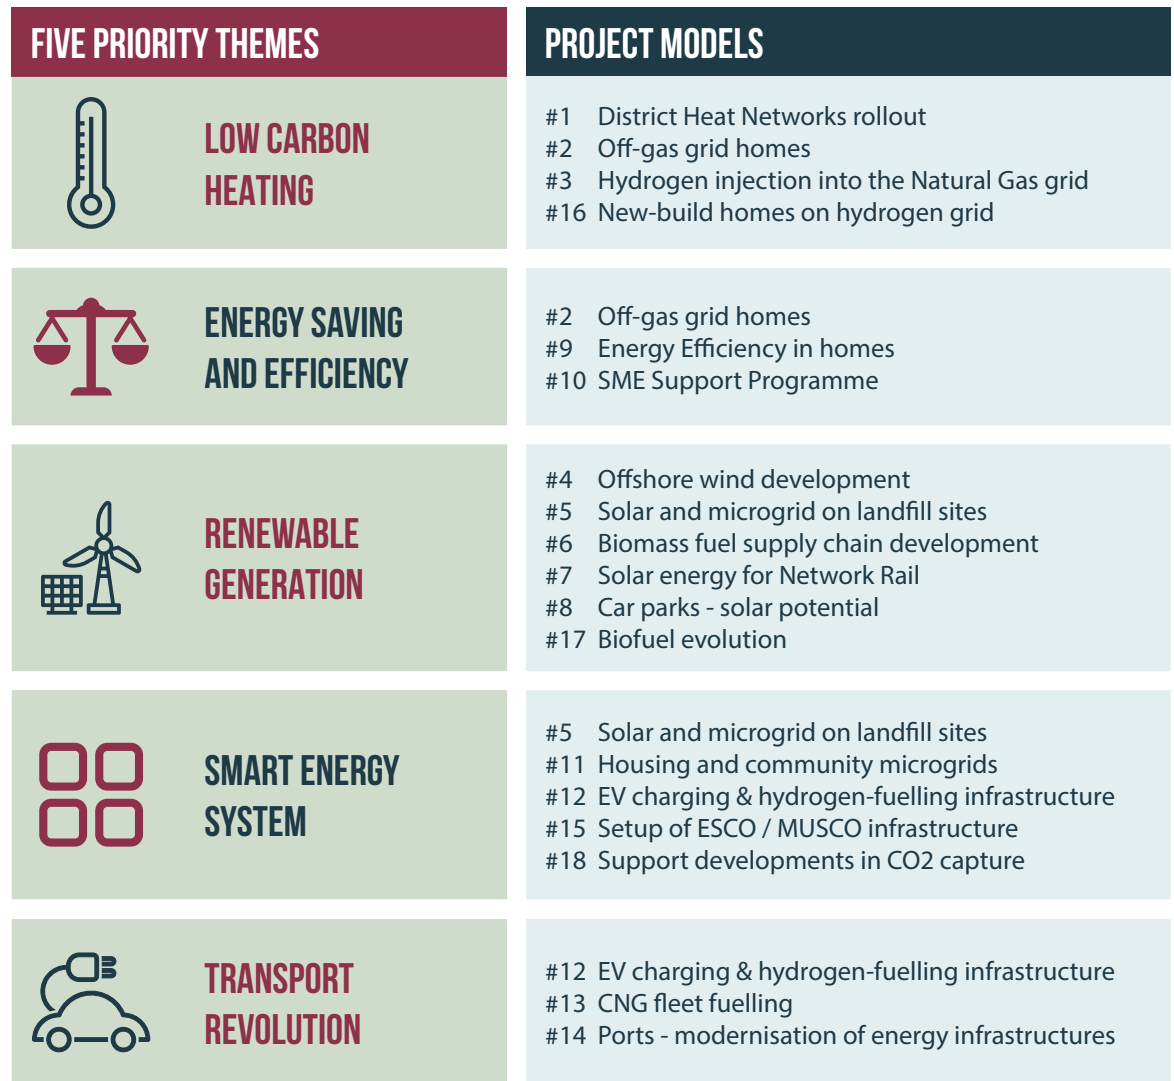 FIVE PRIORITY THEMES
PROJECT MODELS
LOW CARBON
HEATING
#1 District Heat Networks rollout
#2 Off-gas grid homes
#3 Hydrogen injection into the Natural Gas grid
#16 New-build homes on hydrogen grid
ENERGY SAVING
AND EFFICIENCY
#2 Off-gas grid homes
#9 Energy Efficiency in homes
#10 SME Support Programme
RENEWABLE
GENERATION
#4 Offshore wind development
#5 Solar and microgrid on landfill sites
#6 Biomass fuel supply chain development
#7 Solar energy for Network Rail
#8 Car parks - solar potential
#17 Biofuel evolution
SMART ENERGY
SYSTEM
#5 Solar and microgrid on landfill sites
#11 Housing and community microgrids
#12 EV charging & hydrogen-fuelling infrastructure
#15 Setup of ESCO / MUSCO infrastructure
#18 Support developments in CO2 capture
TRANSPORT
REVOLUTION
#12 EV charging & hydrogen-fuelling infrastructure
#13 CNG fleet fuelling
#14 Ports - modernisation of energy infrastructures